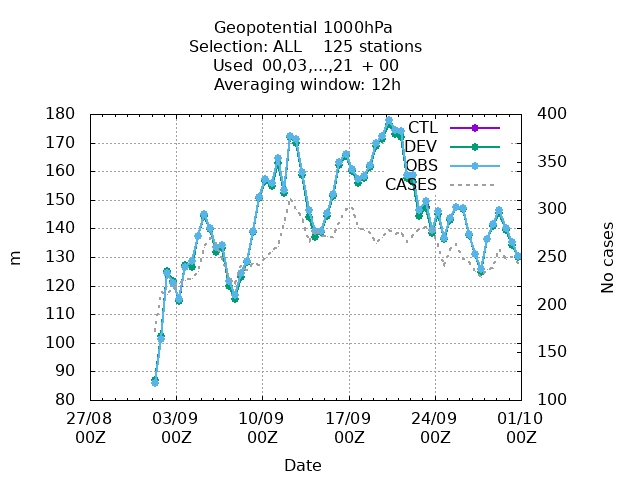 Geopotential 1000hPa
Selection: ALL 125 stations
Used 00,03,...,21 + 00
Averaging window: 12h
180
170
160
150
140
130
120
110
100
90
80
m
400
350
300
250
200
150
100
No cases
CTL
DEV
OBS
CASES
27/08 03/09 10/09 17/09 24/09 01/10
00Z 00Z 00Z 00Z 00Z 00Z
Date